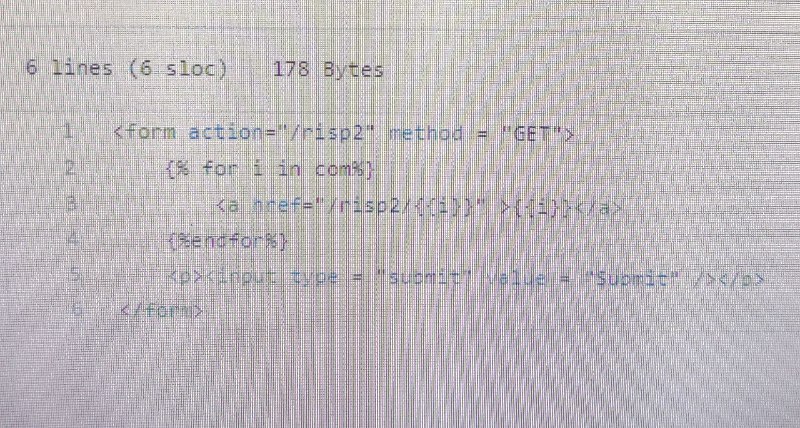 6 lines (6 sloc) 178 Bytes
1 <form action="/risp2" method = "GET">
2 {% for i in com%}
3 <a href="/risp2/{{i}}" >{{i}}</a>
4 {%endfor%}
5 <p><input type = "submit" value = "Submit" /></p>
6 </form>